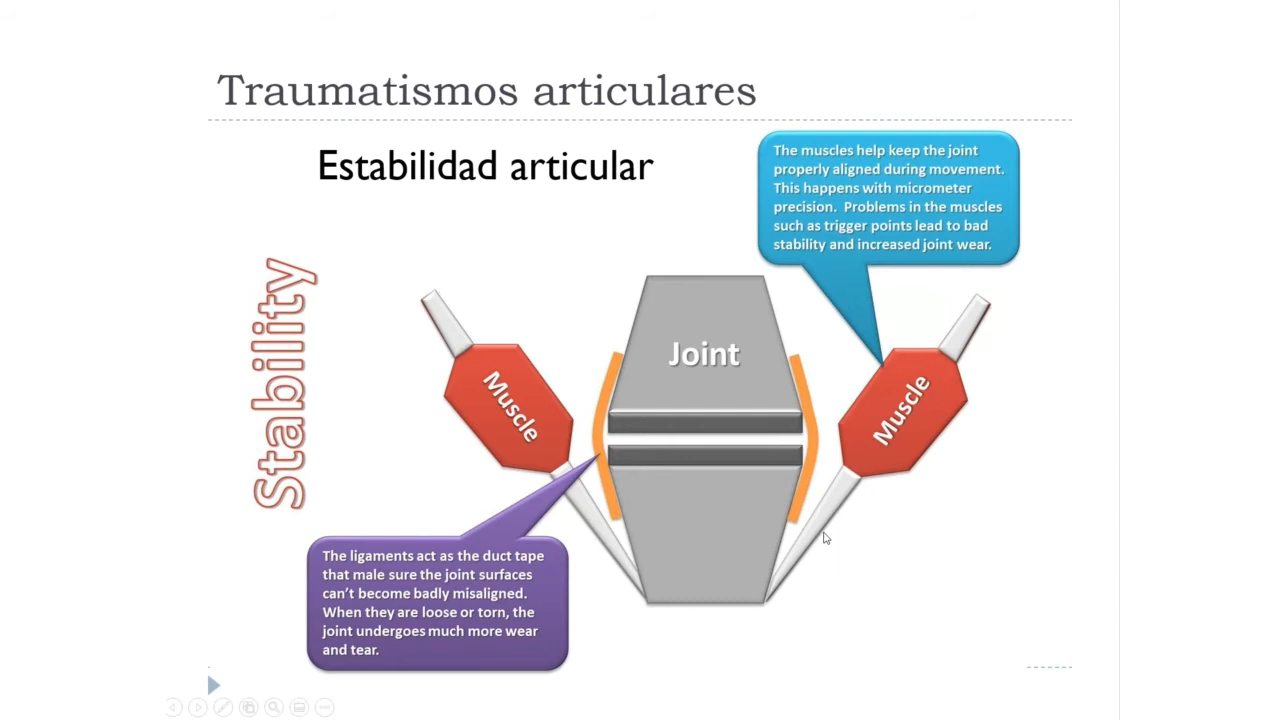 Traumatismos articulares
Estabilidad articular
The muscles help keep the joint
properly aligned during movement.
This happens with micrometer
precision. Problems in the muscles
such as trigger points lead to bad
stability and increased joint wear.
Stability
Joint
Muscle
Muscle
The ligaments act as the duct tape
that male sure the joint surfaces
can't become badly misaligned.
When they are loose or torn, the
joint undergoes much more wear
and tear.